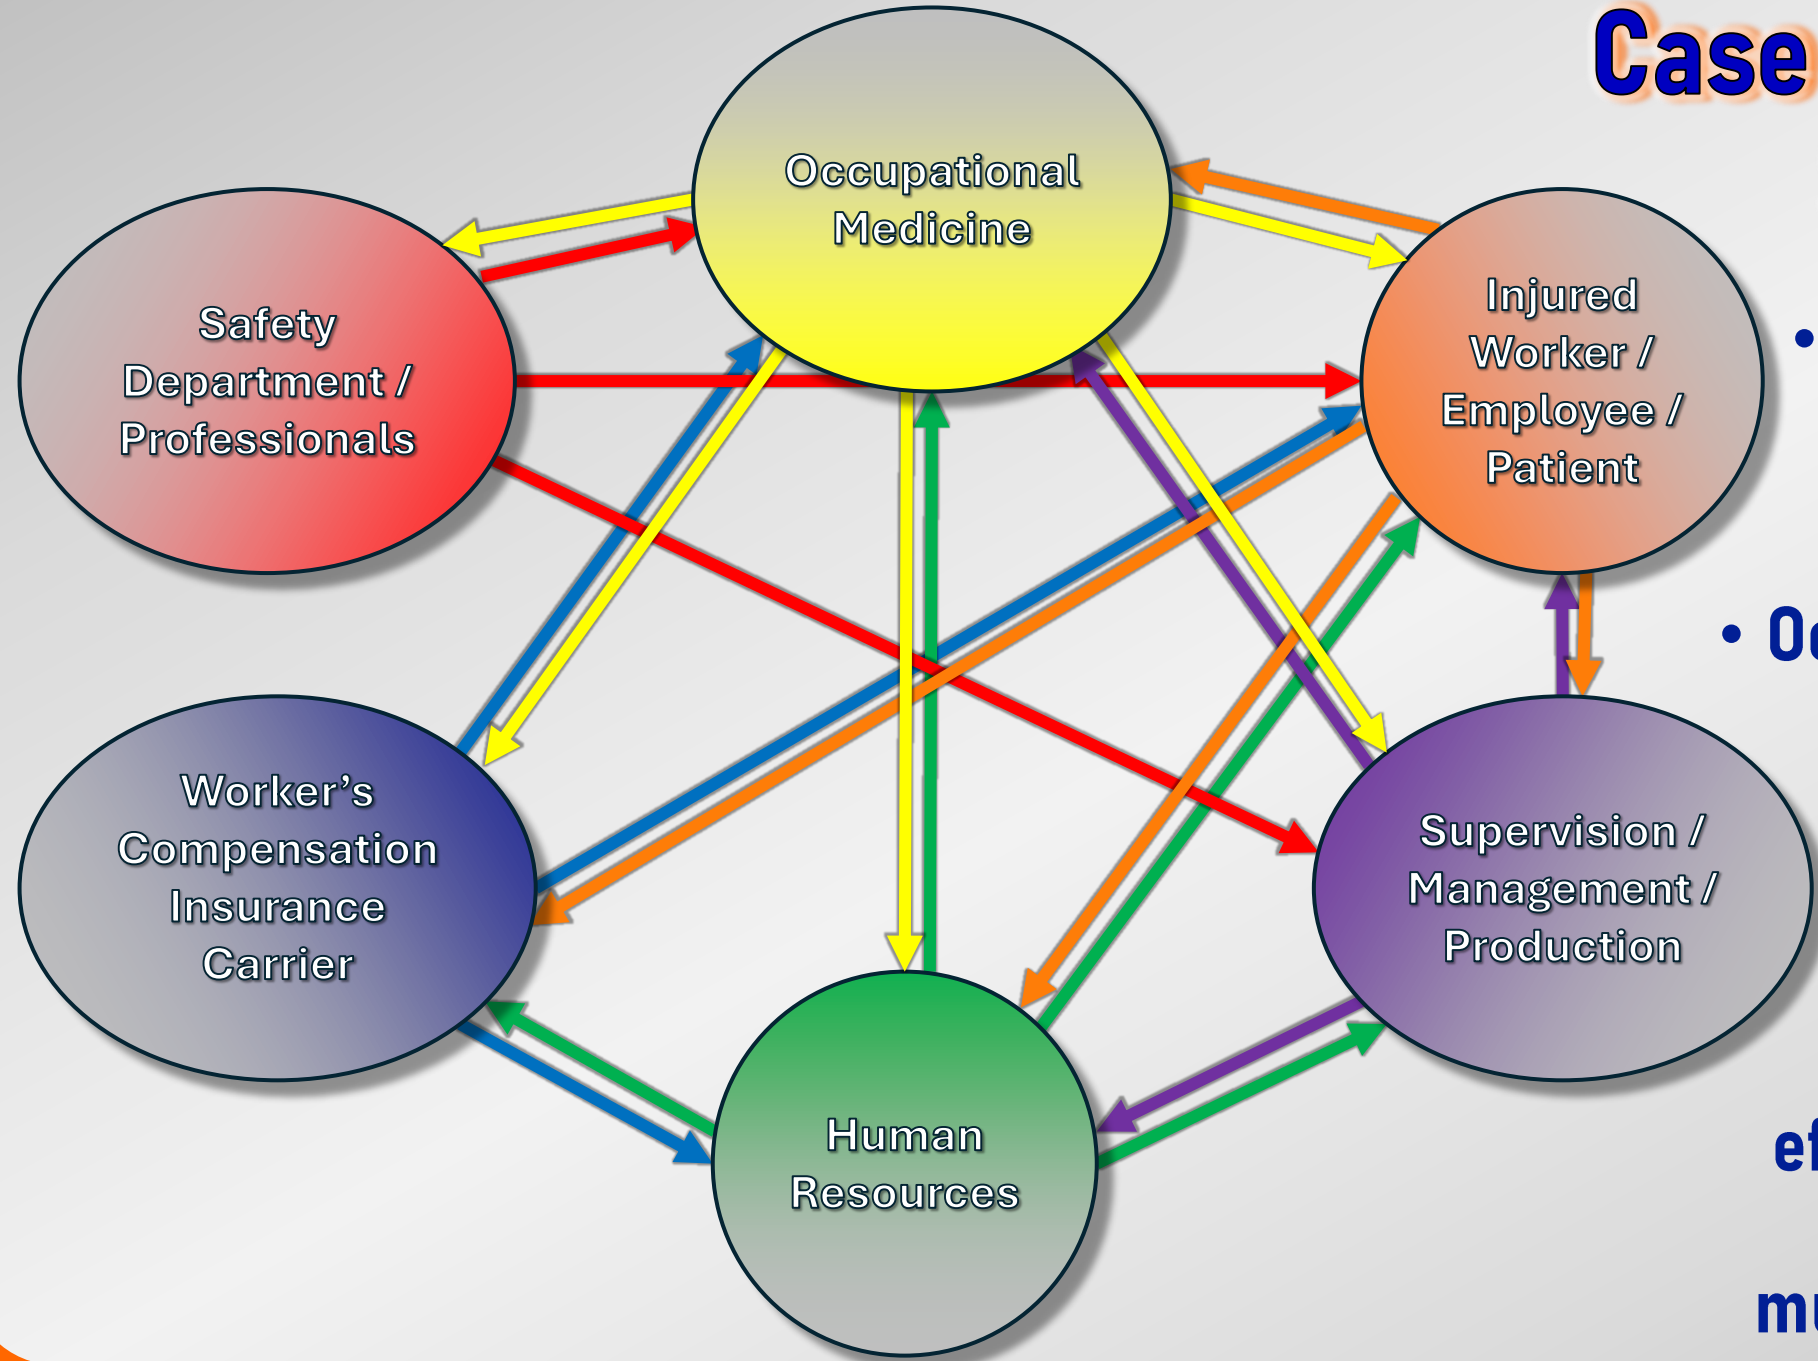 Case
Occupational
Medicine
Injured
Worker /
Employee /
Patient
Safety
Department /
Professionals
Worker’s
Compensation
Insurance
Carrier
Supervision /
Management /
Production
Human
Resources